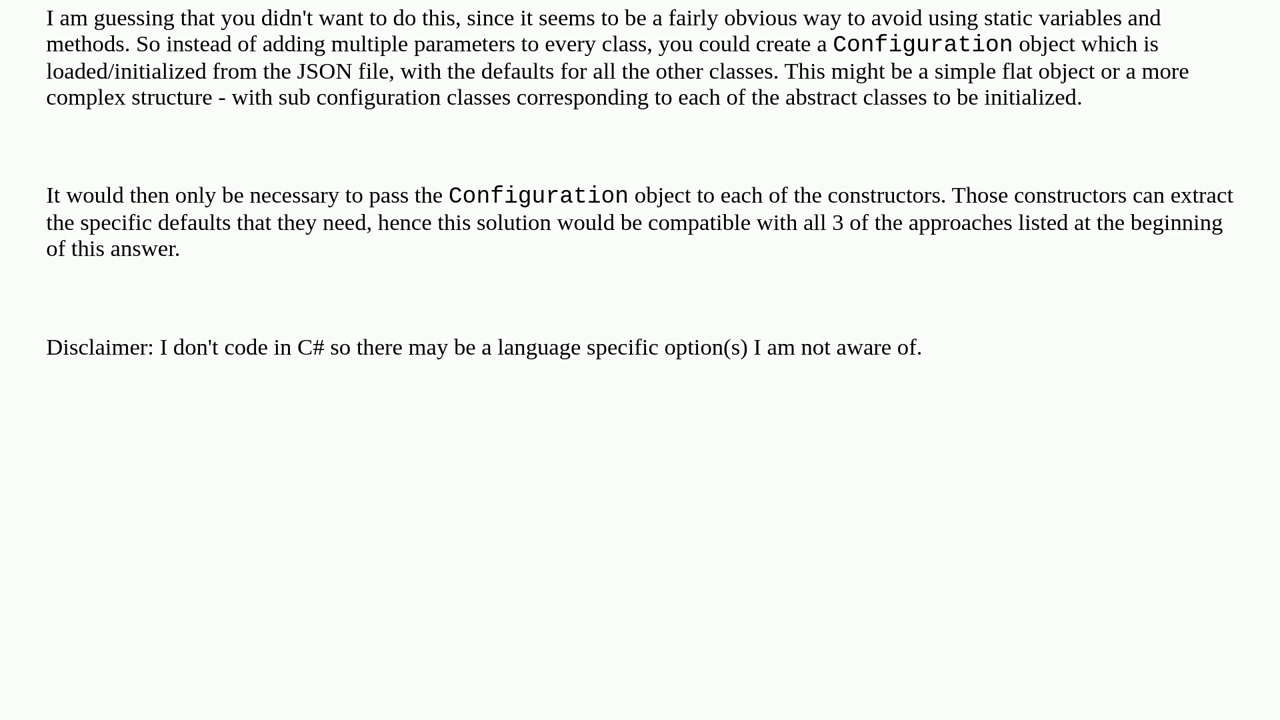 I am guessing that you didn't want to do this, since it seems to be a fairly obvious way to avoid using static variables and
methods. So instead of adding multiple parameters to every class, you could create a Configuration object which is
loaded/initialized from the JSON file, with the defaults for all the other classes. This might be a simple flat object or a more
complex structure - with sub configuration classes corresponding to each of the abstract classes to be initialized.
It would then only be necessary to pass the Configuration object to each of the constructors. Those constructors can extract
the specific defaults that they need, hence this solution would be compatible with all 3 of the approaches listed at the beginning
of this answer.
Disclaimer: I don't code in C# so there may be a language specific option(s) I am not aware of.